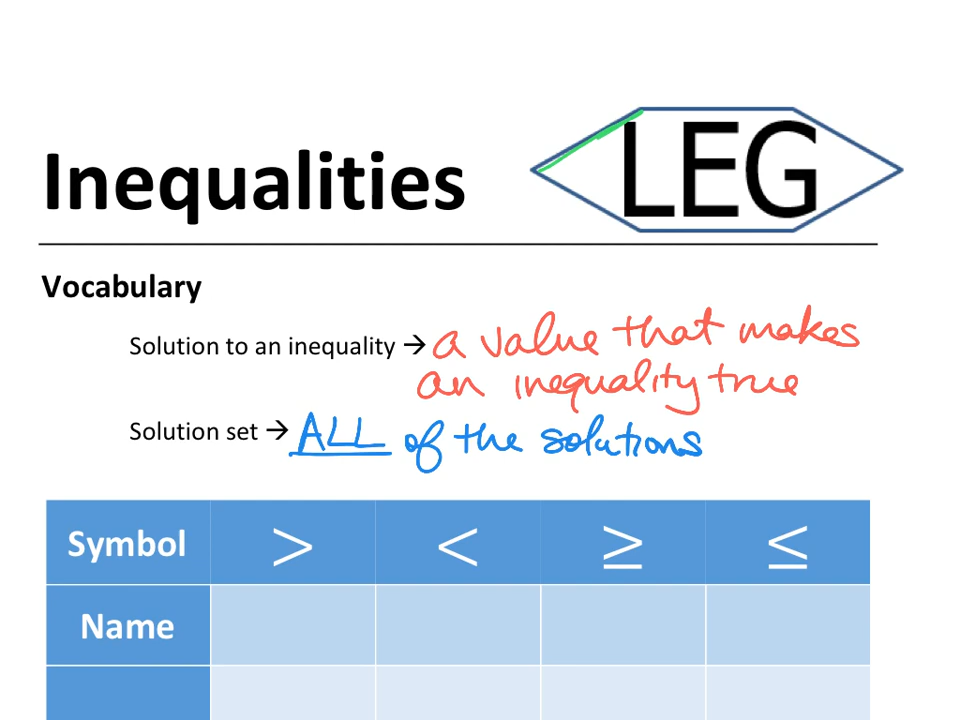 LEG
Inequalities
Vocabulary
Solution to an inequality → a value that makes
an inequality true
Solution set → ALL of the solutions
Symbol > < ≥ ≤
Name